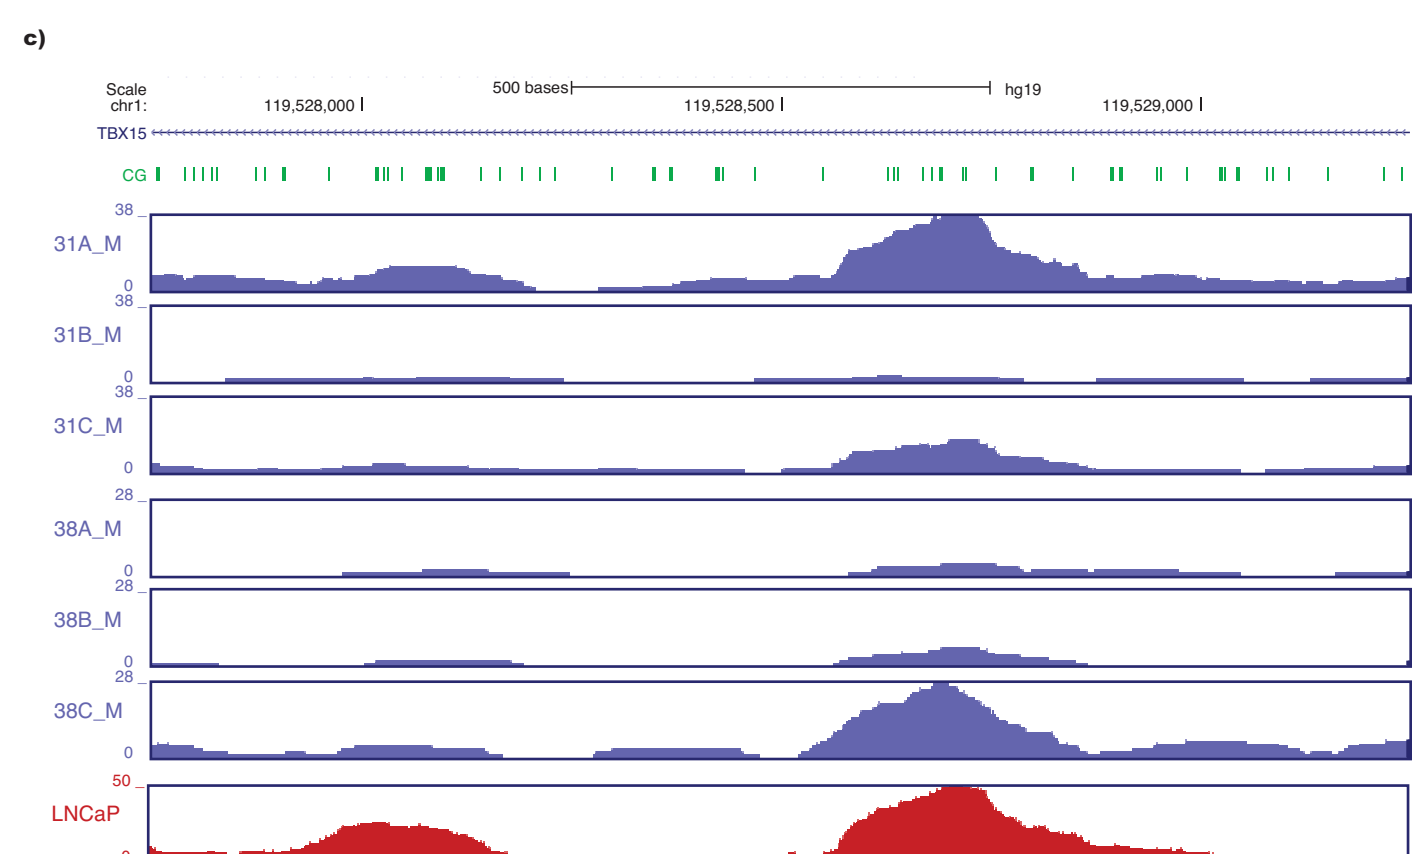 c)
Scale 500 bases hg19
chr1: 119,528,000 119,528,500 119,529,000
TBX15
CG
38
31A_M
0
38
31B_M
0
38
31C_M
0
28
38A_M
0
28
38B_M
0
28
38C_M
0
50
LNCaP